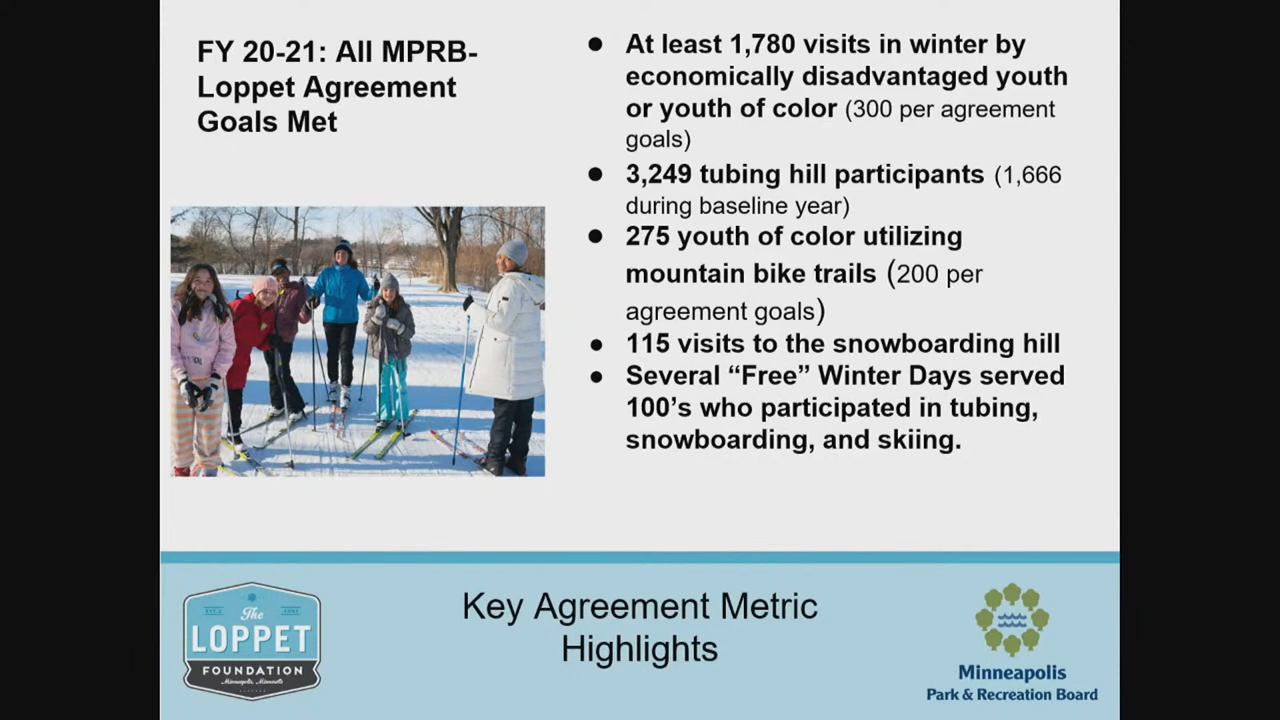 FY 20-21: All MPRB-
Loppet Agreement
Goals Met
● At least 1,780 visits in winter by
economically disadvantaged youth
or youth of color (300 per agreement
goals)
● 3,249 tubing hill participants (1,666
during baseline year)
● 275 youth of color utilizing
mountain bike trails (200 per
agreement goals)
● 115 visits to the snowboarding hill
● Several “Free” Winter Days served
100’s who participated in tubing,
snowboarding, and skiing.
Key Agreement Metric
Highlights
The
LOPPET
FOUNDATION
Minneapolis, Minnesota
Minneapolis
Park & Recreation Board